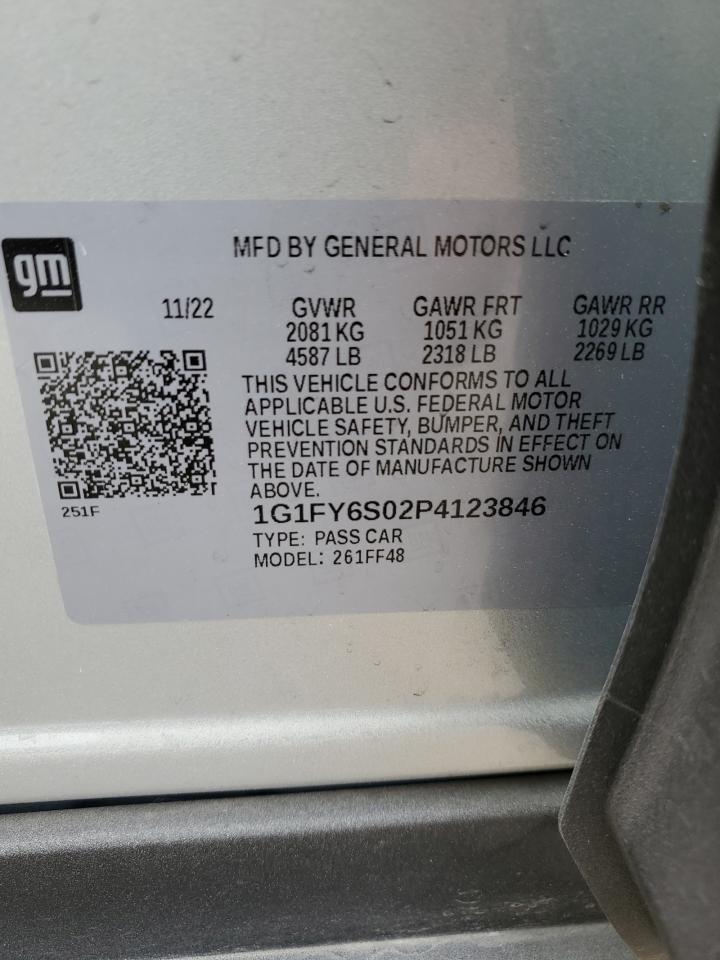 gm
MFD BY GENERAL MOTORS LLC
11/22 GVWR GAWR FRT GAWR RR
2081 KG 1051 KG 1029 KG
4587 LB 2318 LB 2269 LB
THIS VEHICLE CONFORMS TO ALL
APPLICABLE U.S. FEDERAL MOTOR
VEHICLE SAFETY, BUMPER, AND THEFT
PREVENTION STANDARDS IN EFFECT ON
THE DATE OF MANUFACTURE SHOWN
ABOVE.
251F
1G1FY6S02P4123846
TYPE: PASS CAR
MODEL: 261FF48